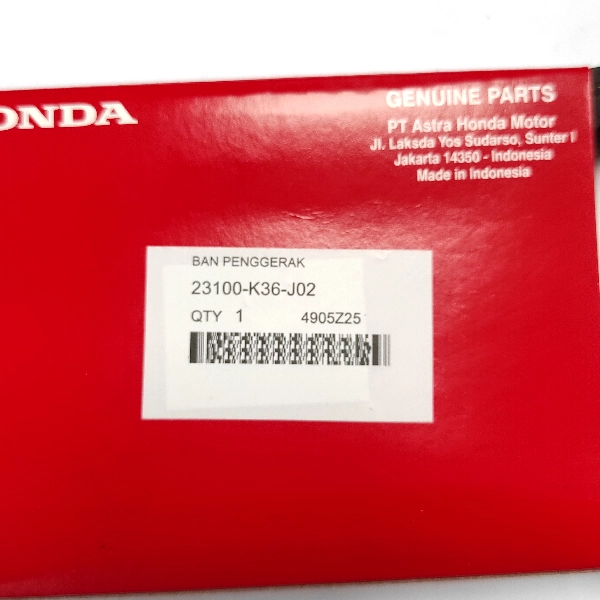 ONDA
GENUINE PARTS
PT Astra Honda Motor
Jl. Laksda Yos Sudarso, Sunter I
Jakarta 14350 - Indonesia
Made in Indonesia
BAN PENGGERAK
23100-K36-J02
QTY 1 4905Z25